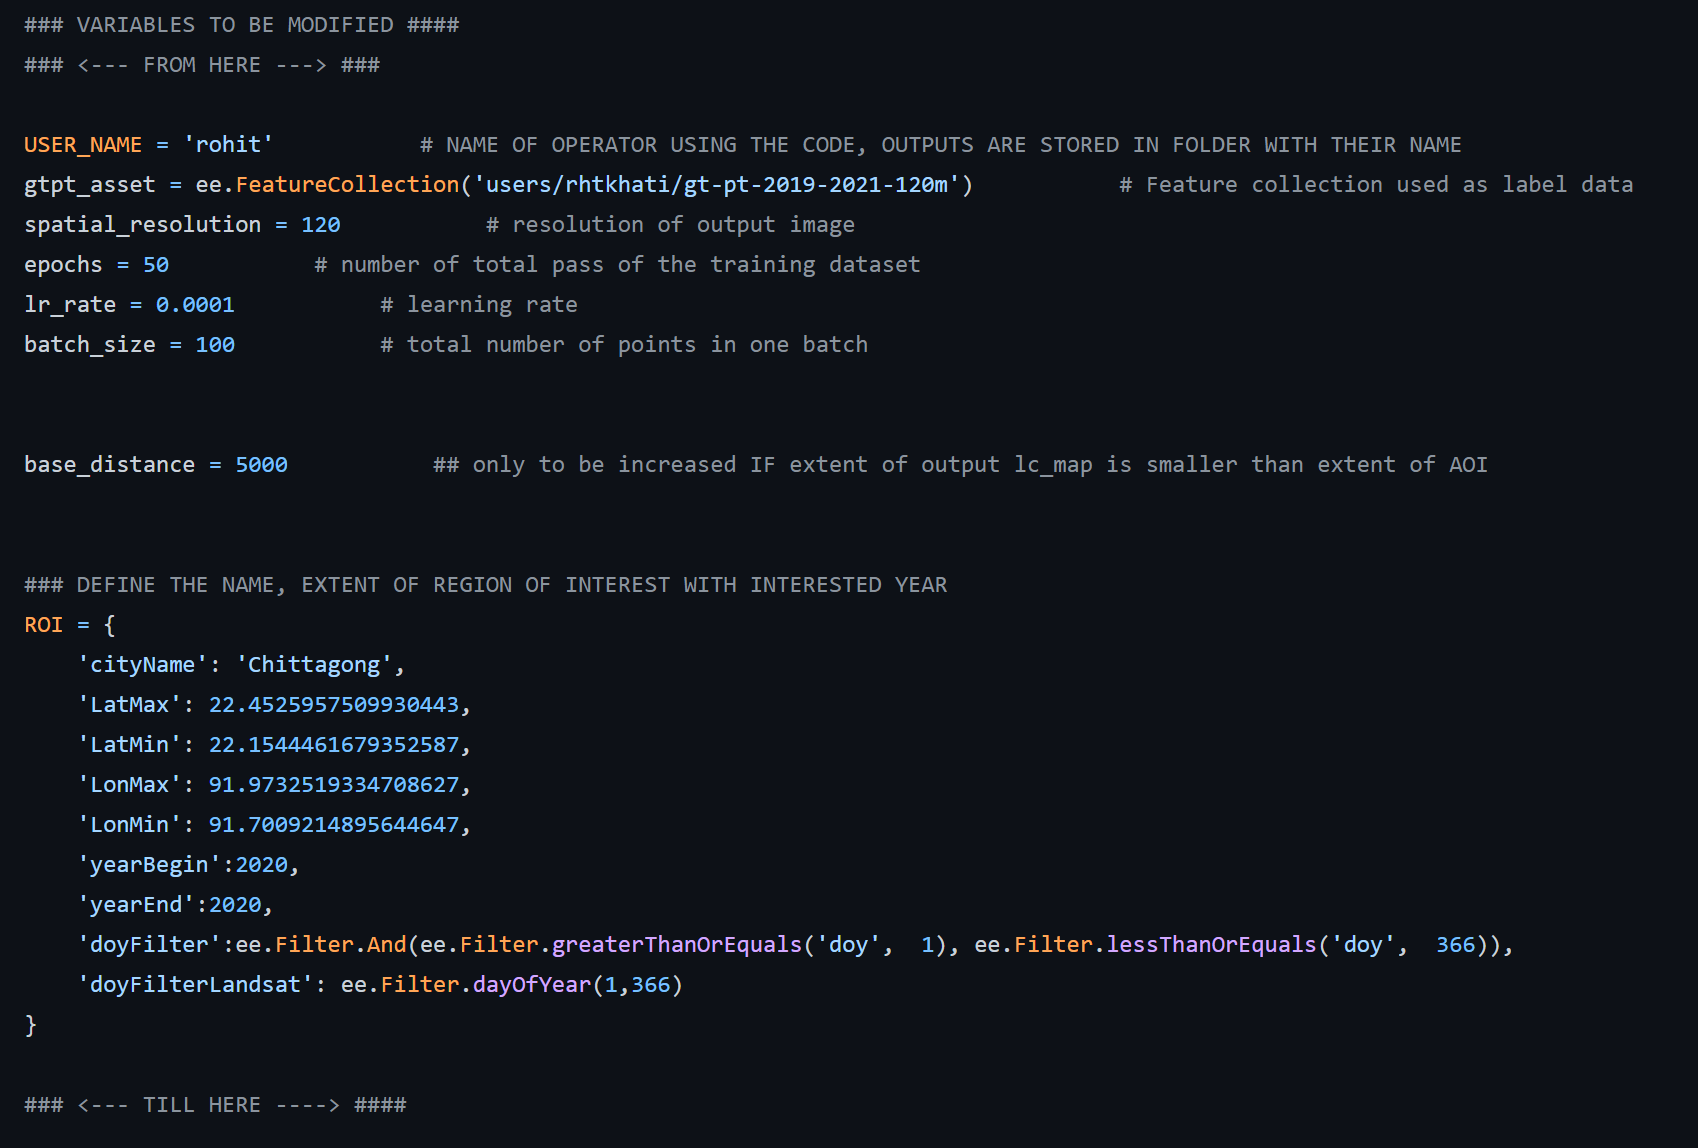 ### VARIABLES TO BE MODIFIED ####
### <--- FROM HERE ---> ###
USER_NAME = 'rohit'           # NAME OF OPERATOR USING THE CODE, OUTPUTS ARE STORED IN FOLDER WITH THEIR NAME
gtpt_asset = ee.FeatureCollection('users/rhtkhati/gt-pt-2019-2021-120m')           # Feature collection used as label data
spatial_resolution = 120           # resolution of output image
epochs = 50           # number of total pass of the training dataset
lr_rate = 0.0001           # learning rate
batch_size = 100           # total number of points in one batch
base_distance = 5000           ## only to be increased IF extent of output lc_map is smaller than extent of AOI
### DEFINE THE NAME, EXTENT OF REGION OF INTEREST WITH INTERESTED YEAR
ROI = {
    'cityName': 'Chittagong',
    'LatMax': 22.4525957509930443,
    'LatMin': 22.1544461679352587,
    'LonMax': 91.9732519334708627,
    'LonMin': 91.7009214895644647,
    'yearBegin':2020,
    'yearEnd':2020,
    'doyFilter':ee.Filter.And(ee.Filter.greaterThanOrEquals('doy',  1), ee.Filter.lessThanOrEquals('doy',  366)),
    'doyFilterLandsat': ee.Filter.dayOfYear(1,366)
}
### <--- TILL HERE ----> ####